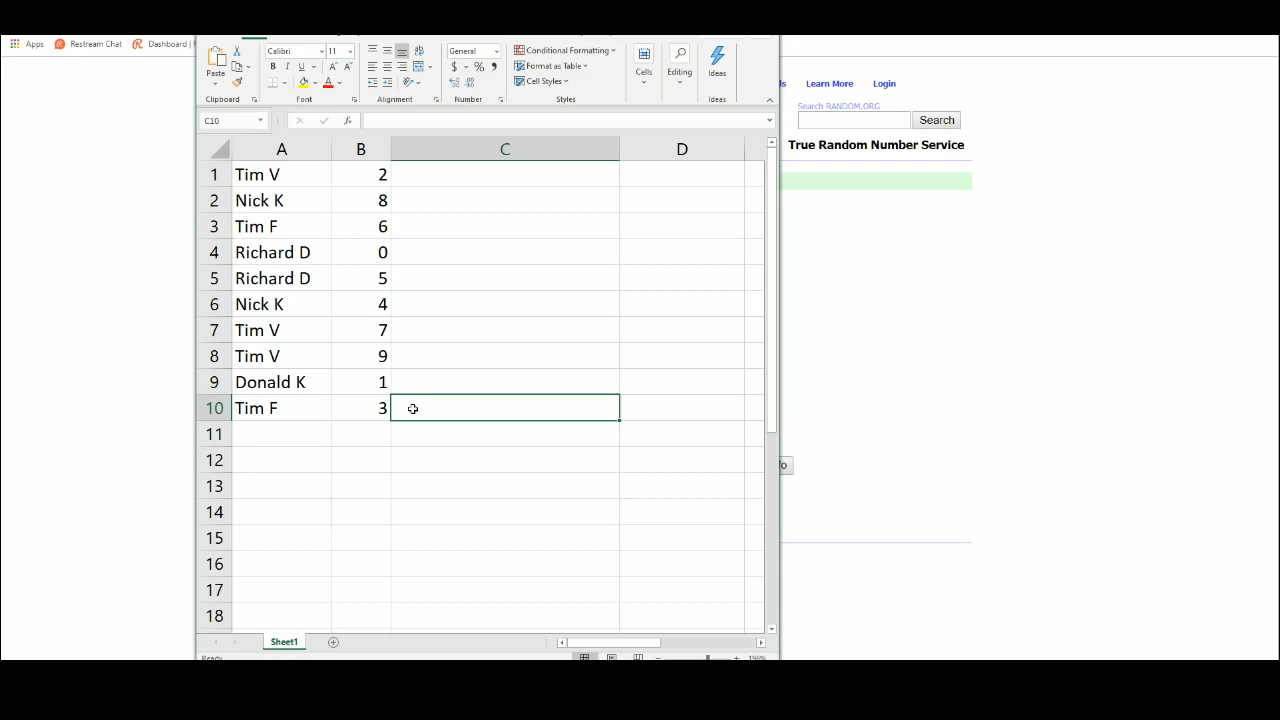 Apps Restream Chat Dashboard |
Calibri 11 General Conditional Formatting
Paste B I U A A $ % Format as Table Cells Editing Ideas
Cell Styles
Clipboard Font Alignment Number Styles Ideas
C10 fx
A B C D
1 Tim V 2
2 Nick K 8
3 Tim F 6
4 Richard D 0
5 Richard D 5
6 Nick K 4
7 Tim V 7
8 Tim V 9
9 Donald K 1
10 Tim F 3
11
12
13
14
15
16
17
18
Sheet1
Learn More Login
Search RANDOM.ORG
Search
True Random Number Service